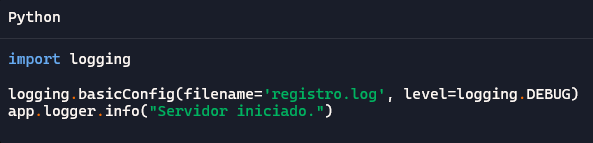 Python
import logging
logging.basicConfig(filename='registro.log', level=logging.DEBUG)
app.logger.info("Servidor iniciado.")